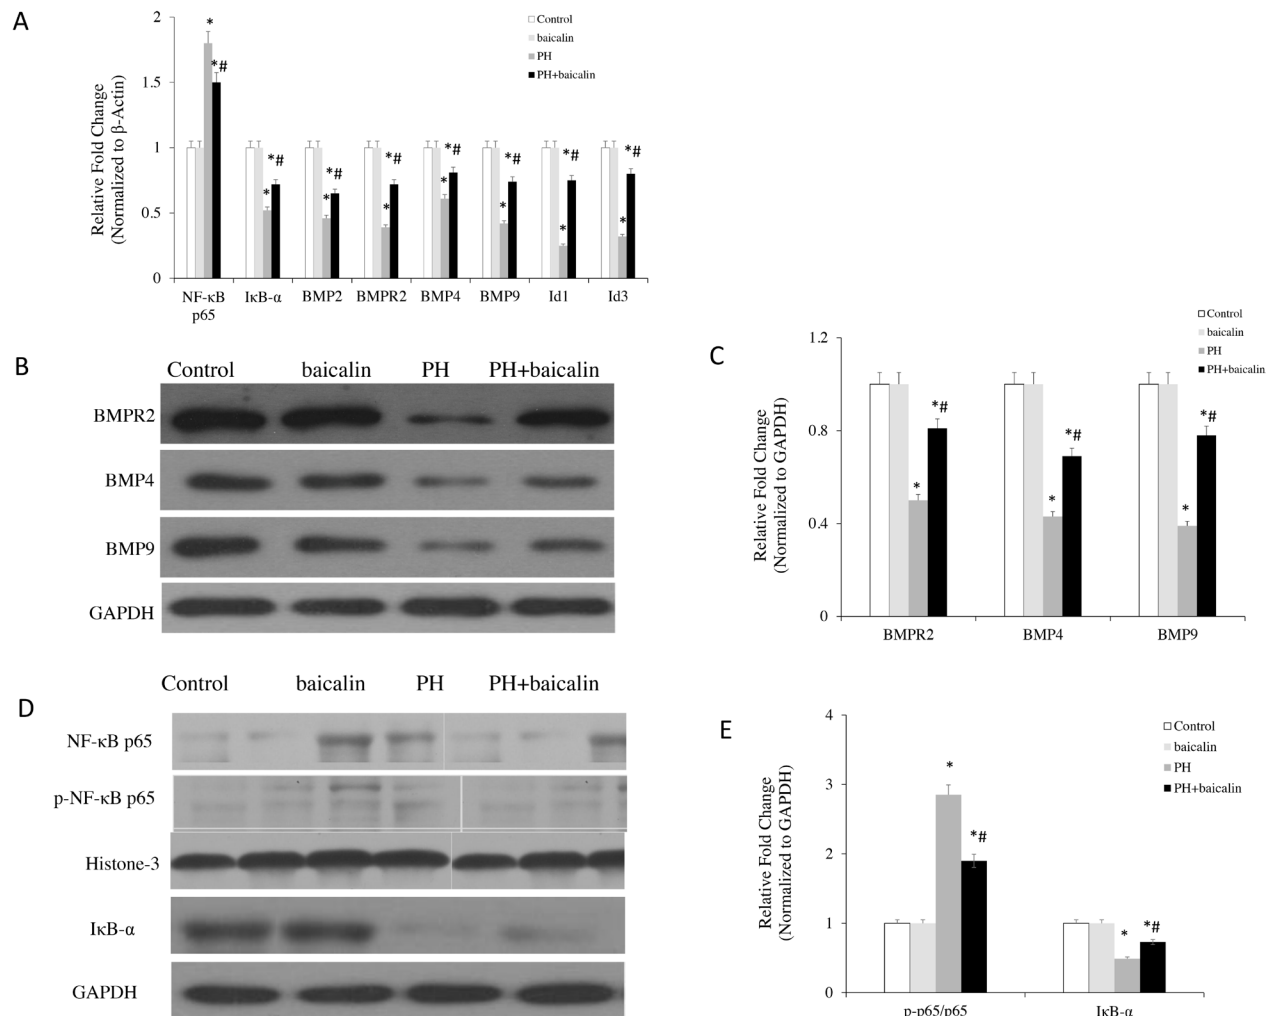 A
2
1.5
1
0.5
0
Relative Fold Change
(Normalized to β-Actin)
Control
baicalin
PH
PH+baicalin
*
*#
*
*#
*
*#
*
*#
*
*#
*
*#
*
*#
*
*#
NF-κB
p65
IκB-α
BMP2
BMPR2
BMP4
BMP9
Id1
Id3
B
Control baicalin PH PH+baicalin
BMPR2
BMP4
BMP9
GAPDH
C
1.2
0.8
0.4
0
Relative Fold Change
(Normalized to GAPDH)
Control
baicalin
PH
PH+baicalin
*
*#
*
*#
*
*#
BMPR2 BMP4 BMP9
D
Control baicalin PH PH+baicalin
NF-κB p65
p-NF-κB p65
Histone-3
IκB-α
GAPDH
E
4
3
2
1
0
Relative Fold Change
(Normalized to GAPDH)
Control
baicalin
PH
PH+baicalin
*
*#
*
*#
p-p65/p65 IκB-α